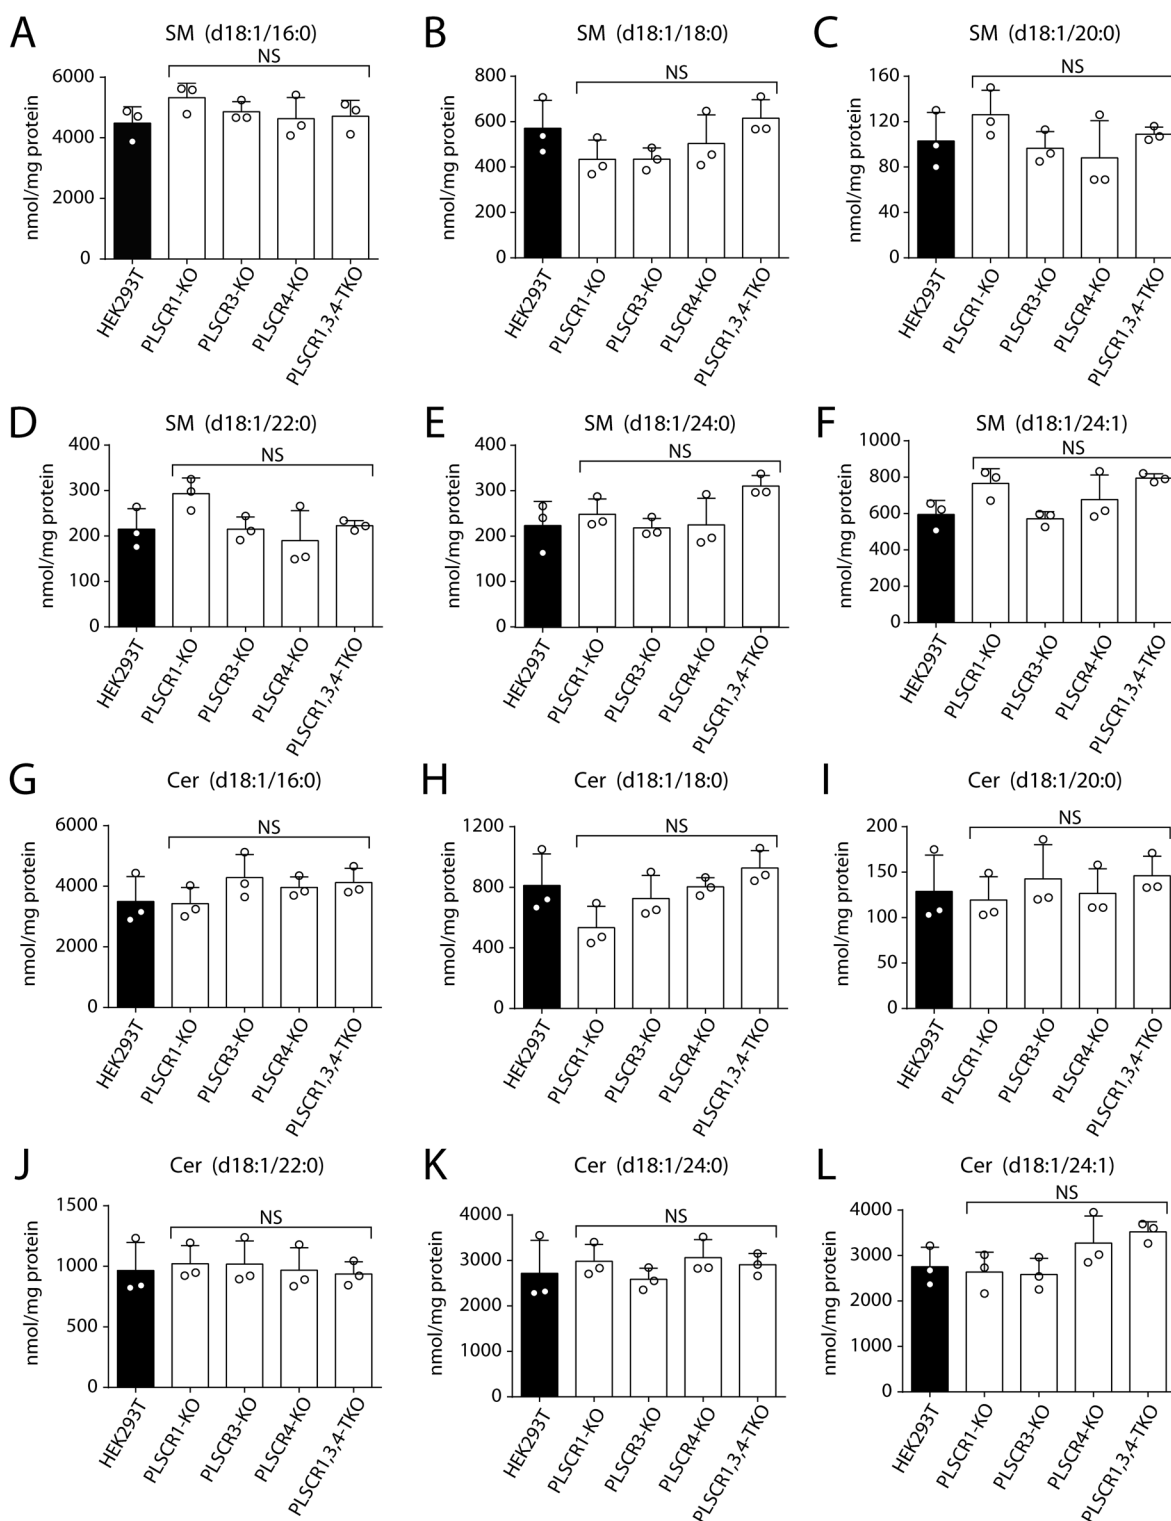 A
SM (d18:1/16:0)
NS
nmol/mg protein
6000
4000
2000
0
HEK293T
PLSCR1-KO
PLSCR3-KO
PLSCR4-KO
PLSCR1,3,4-TKO
B
SM (d18:1/18:0)
NS
nmol/mg protein
800
600
400
200
0
HEK293T
PLSCR1-KO
PLSCR3-KO
PLSCR4-KO
PLSCR1,3,4-TKO
C
SM (d18:1/20:0)
NS
nmol/mg protein
160
120
80
40
0
HEK293T
PLSCR1-KO
PLSCR3-KO
PLSCR4-KO
PLSCR1,3,4-TKO
D
SM (d18:1/22:0)
NS
nmol/mg protein
400
300
200
100
0
HEK293T
PLSCR1-KO
PLSCR3-KO
PLSCR4-KO
PLSCR1,3,4-TKO
E
SM (d18:1/24:0)
NS
nmol/mg protein
400
300
200
100
0
HEK293T
PLSCR1-KO
PLSCR3-KO
PLSCR4-KO
PLSCR1,3,4-TKO
F
SM (d18:1/24:1)
NS
nmol/mg protein
1000
800
600
400
200
0
HEK293T
PLSCR1-KO
PLSCR3-KO
PLSCR4-KO
PLSCR1,3,4-TKO
G
Cer (d18:1/16:0)
NS
nmol/mg protein
6000
4000
2000
0
HEK293T
PLSCR1-KO
PLSCR3-KO
PLSCR4-KO
PLSCR1,3,4-TKO
H
Cer (d18:1/18:0)
NS
nmol/mg protein
1200
800
400
0
HEK293T
PLSCR1-KO
PLSCR3-KO
PLSCR4-KO
PLSCR1,3,4-TKO
I
Cer (d18:1/20:0)
NS
nmol/mg protein
200
150
100
50
0
HEK293T
PLSCR1-KO
PLSCR3-KO
PLSCR4-KO
PLSCR1,3,4-TKO
J
Cer (d18:1/22:0)
NS
nmol/mg protein
1500
1000
500
0
HEK293T
PLSCR1-KO
PLSCR3-KO
PLSCR4-KO
PLSCR1,3,4-TKO
K
Cer (d18:1/24:0)
NS
nmol/mg protein
4000
3000
2000
1000
0
HEK293T
PLSCR1-KO
PLSCR3-KO
PLSCR4-KO
PLSCR1,3,4-TKO
L
Cer (d18:1/24:1)
NS
nmol/mg protein
4000
3000
2000
1000
0
HEK293T
PLSCR1-KO
PLSCR3-KO
PLSCR4-KO
PLSCR1,3,4-TKO